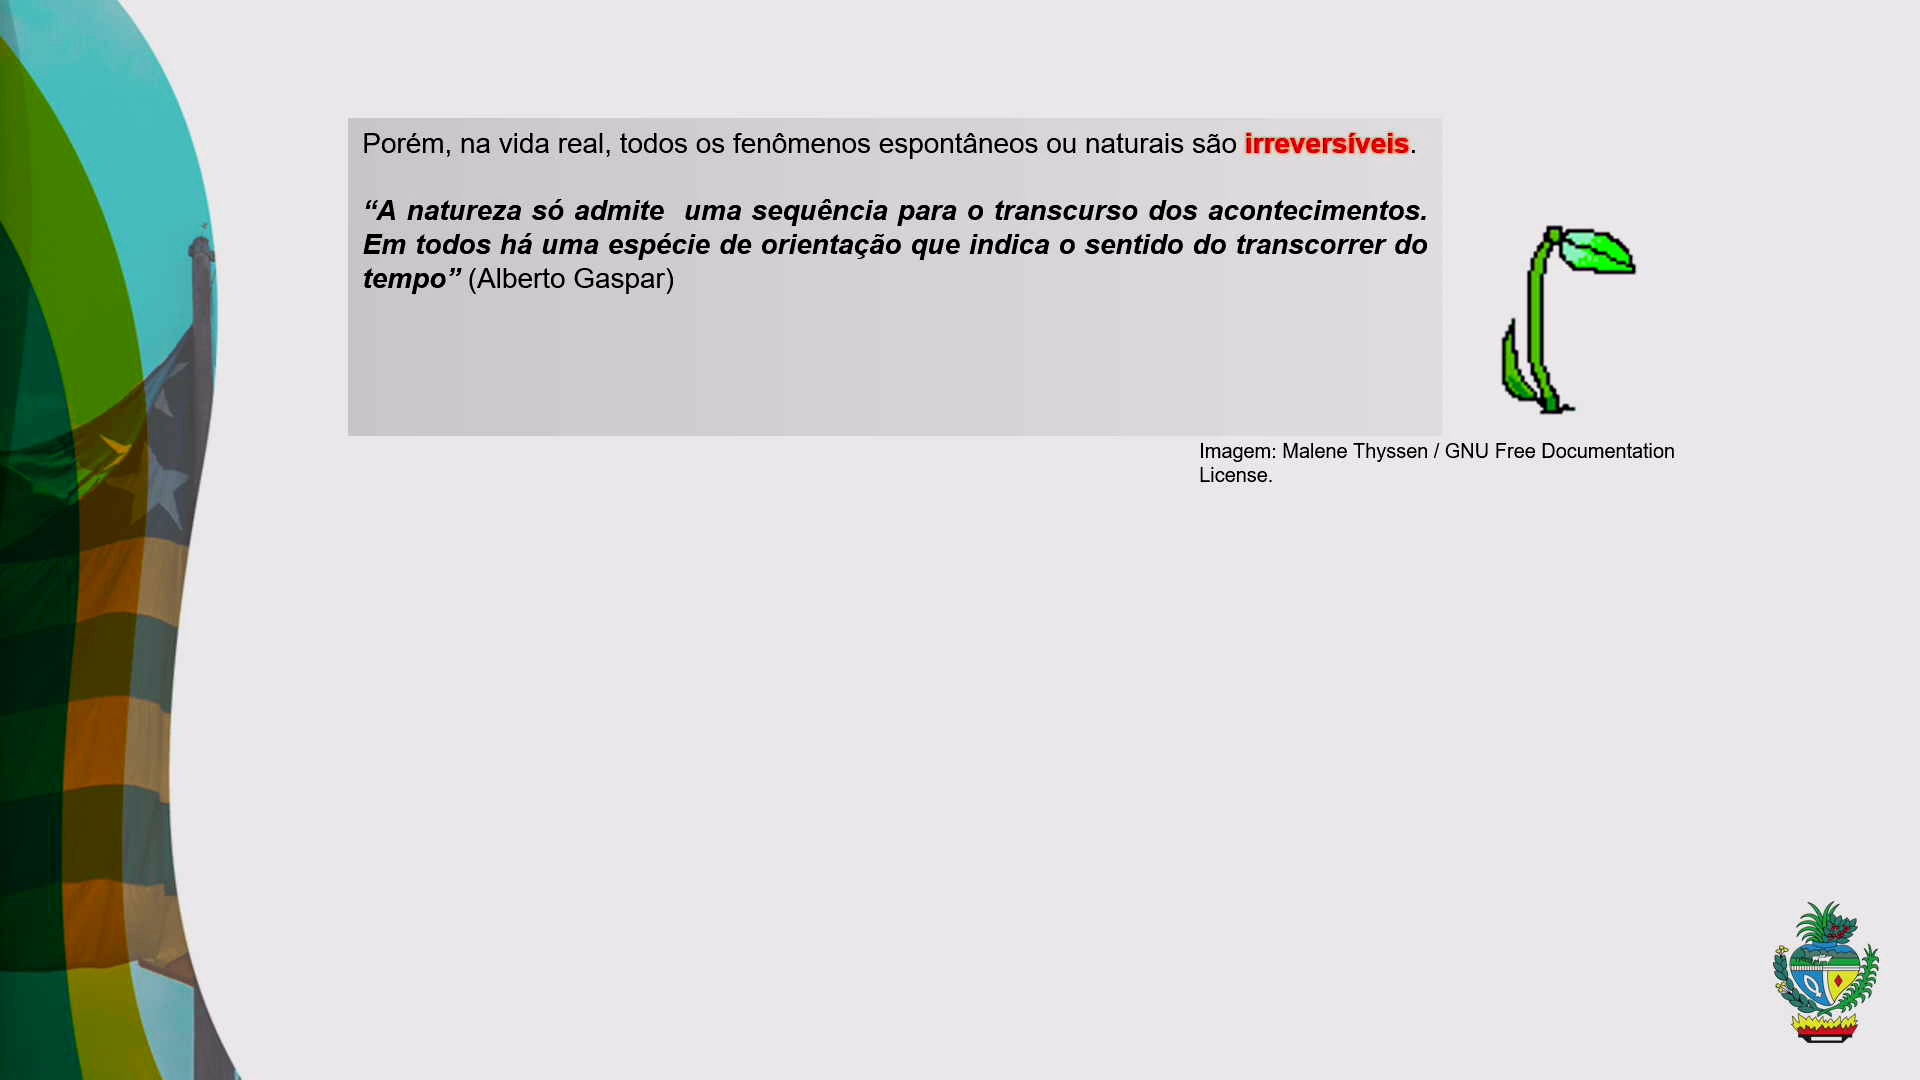 Porém, na vida real, todos os fenômenos espontâneos ou naturais são irreversíveis.
“A natureza só admite  uma sequência para o transcurso dos acontecimentos.
Em todos há uma espécie de orientação que indica o sentido do transcorrer do
tempo” (Alberto Gaspar)
Imagem: Malene Thyssen / GNU Free Documentation
License.